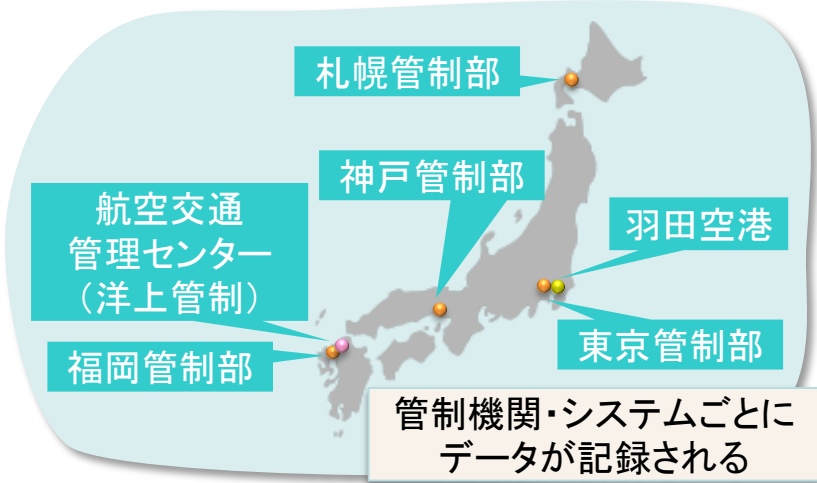 札幌管制部
神戸管制部
航空交通
管理センター
（洋上管制）
羽田空港
福岡管制部
東京管制部
管制機関・システムごとに
データが記録される